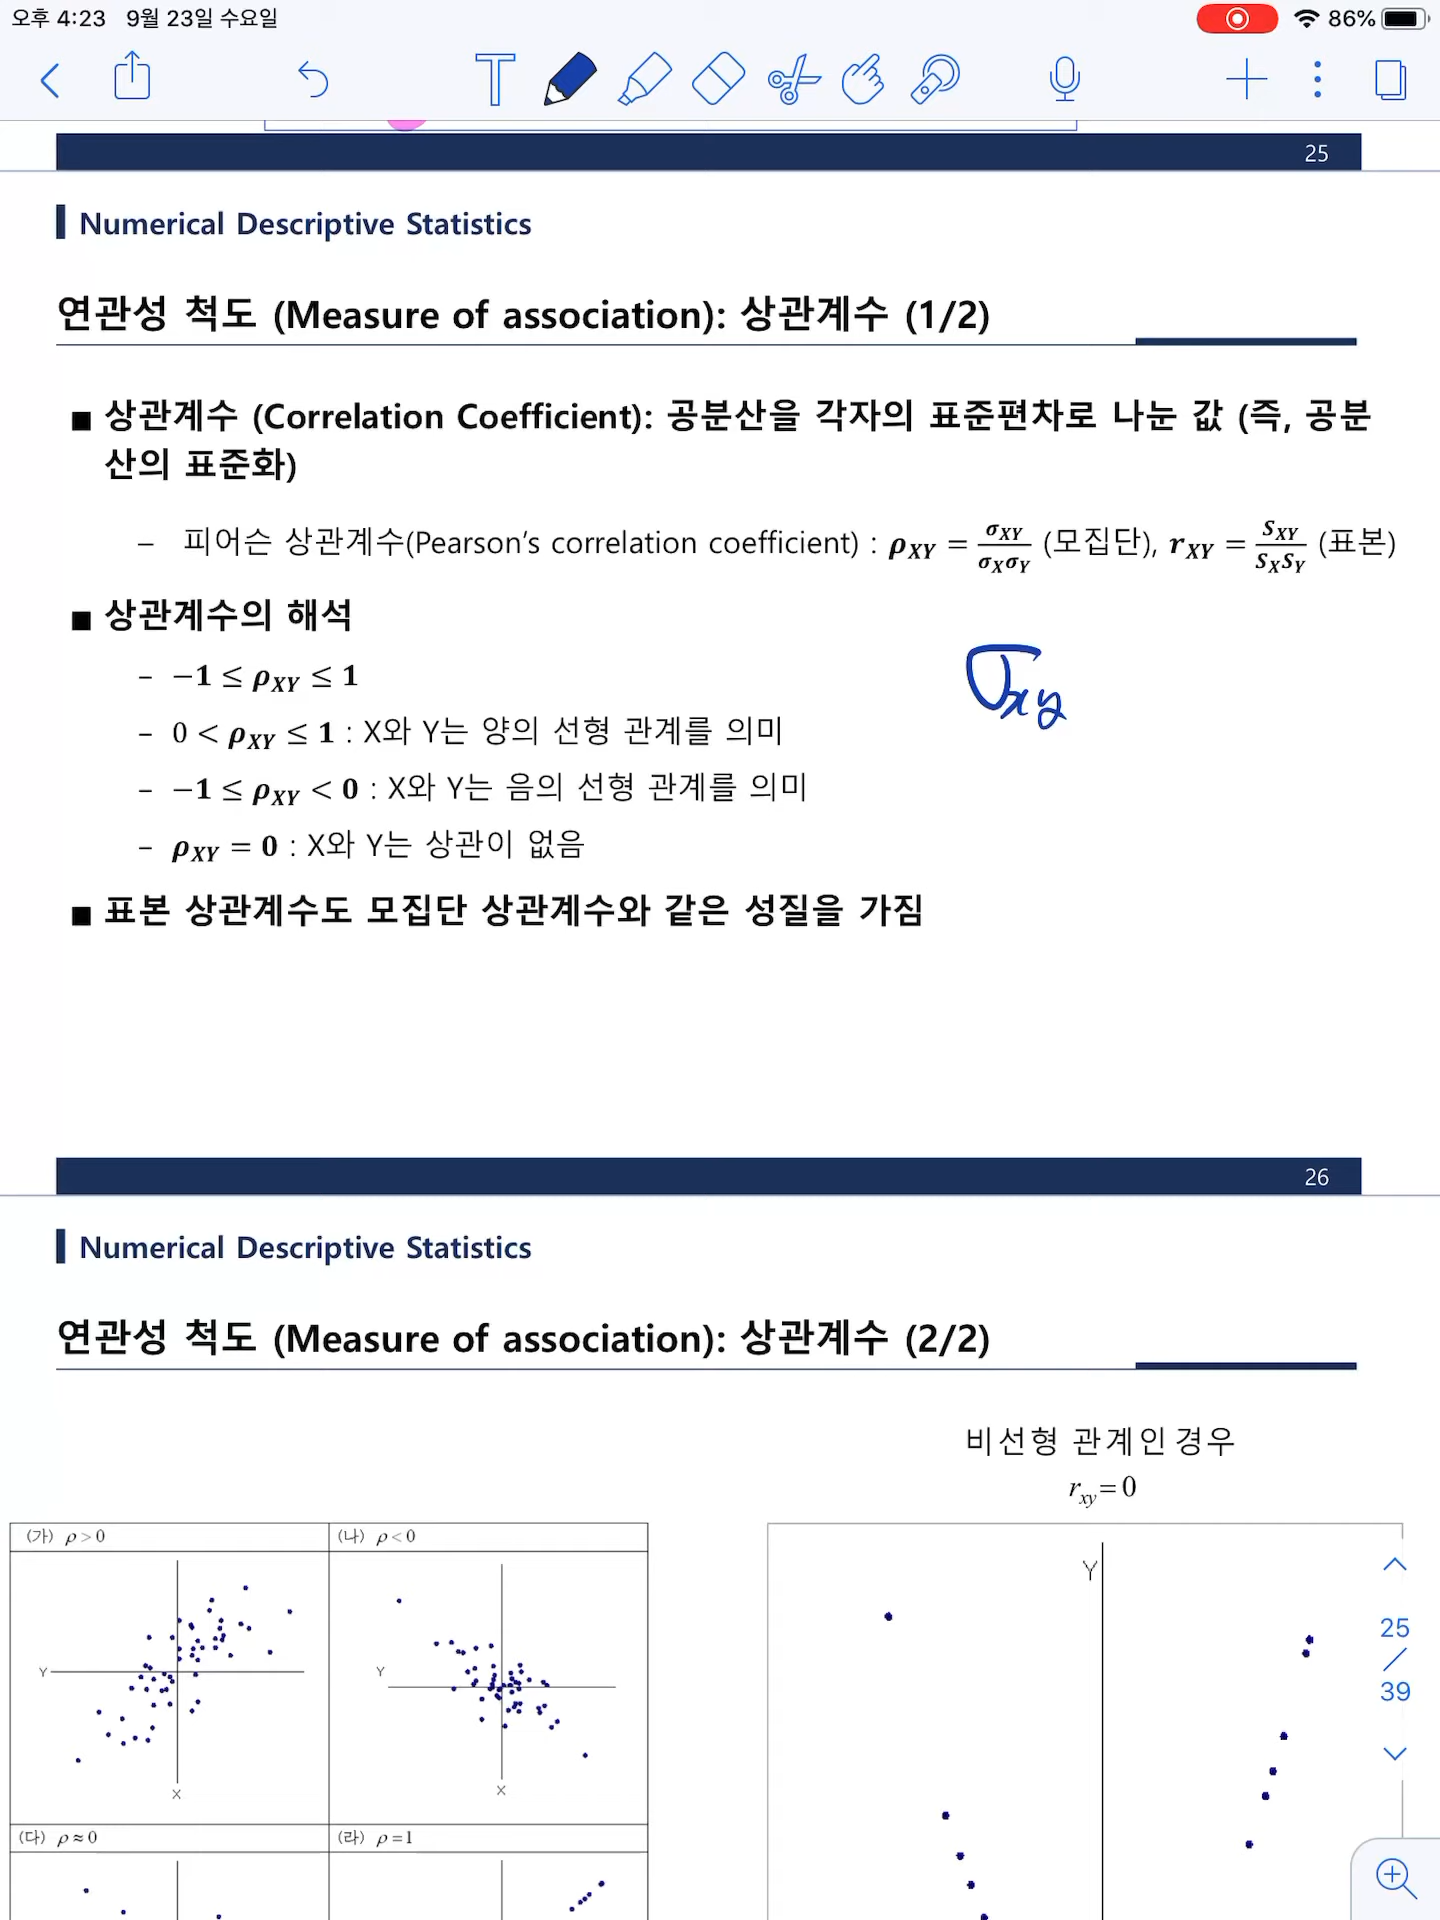 오후 4:23 9월 23일 수요일 86%
T
25
Numerical Descriptive Statistics
연관성 척도 (Measure of association): 상관계수 (1/2)
■ 상관계수 (Correlation Coefficient): 공분산을 각자의 표준편차로 나눈 값 (즉, 공분
산의 표준화)
– 피어슨 상관계수(Pearson’s correlation coefficient) : ρXY = σXY/σXσY (모집단), rXY = SXY/SXSY (표본)
■ 상관계수의 해석
– −1 ≤ ρXY ≤ 1
σxy
– 0 < ρXY ≤ 1 : X와 Y는 양의 선형 관계를 의미
– −1 ≤ ρXY < 0 : X와 Y는 음의 선형 관계를 의미
– ρXY = 0 : X와 Y는 상관이 없음
■ 표본 상관계수도 모집단 상관계수와 같은 성질을 가짐
26
Numerical Descriptive Statistics
연관성 척도 (Measure of association): 상관계수 (2/2)
비선형 관계인 경우
rxy = 0
(가) ρ > 0
(나) ρ < 0
Y
X
Y
X
(다) ρ ≈ 0
(라) ρ = 1
Y
25
/
39